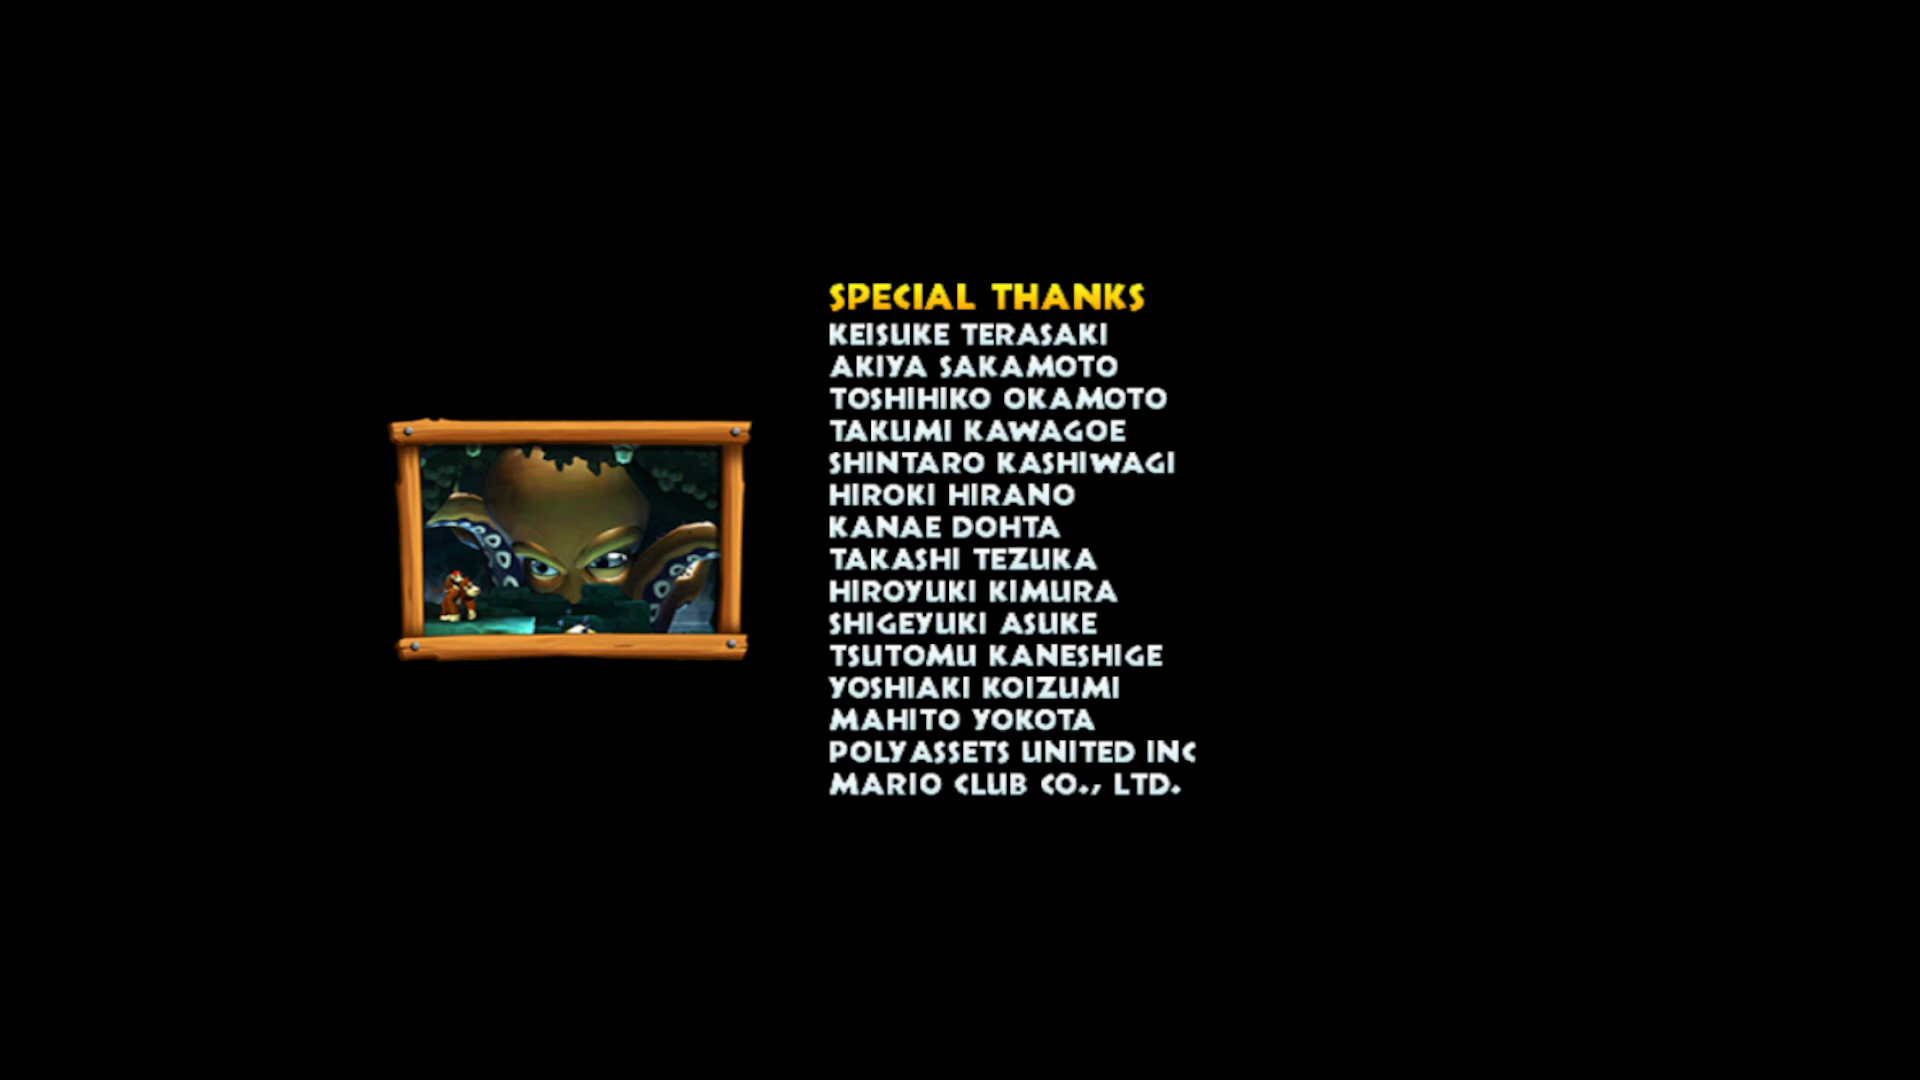 SPECIAL THANKS
KEISUKE TERASAKI
AKIYA SAKAMOTO
TOSHIHIKO OKAMOTO
TAKUMI KAWAGOE
SHINTARO KASHIWAGI
HIROKI HIRANO
KANAE DOHTA
TAKASHI TEZUKA
HIROYUKI KIMURA
SHIGEYUKI ASUKE
TSUTOMU KANESHIGE
YOSHIAKI KOIZUMI
MAHITO YOKOTA
POLYASSETS UNITED INC
MARIO CLUB CO., LTD.